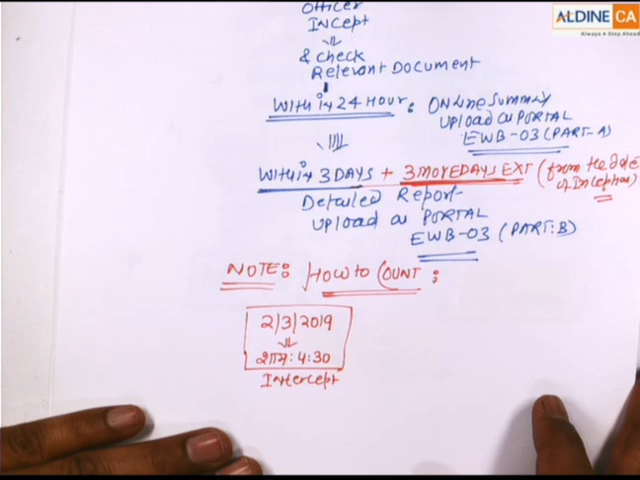 ALDINE CA
Always A Step Ahead
Officer
INcept
& check
Relevant Document
WITHIN 24 HOUR : ONLine Summary
UPLOAD ON PORTAL
EWB-03 (PART-A)
WITHIN 3 DAYS + 3 MOREDAYS EXT (from the date
of Inception
Detailed Report
UPLOAD ON PORTAL
EWB-03 (PART:B)
NOTE: HOW TO COUNT :
2/3/2019
शाम: 4:30
Intercept